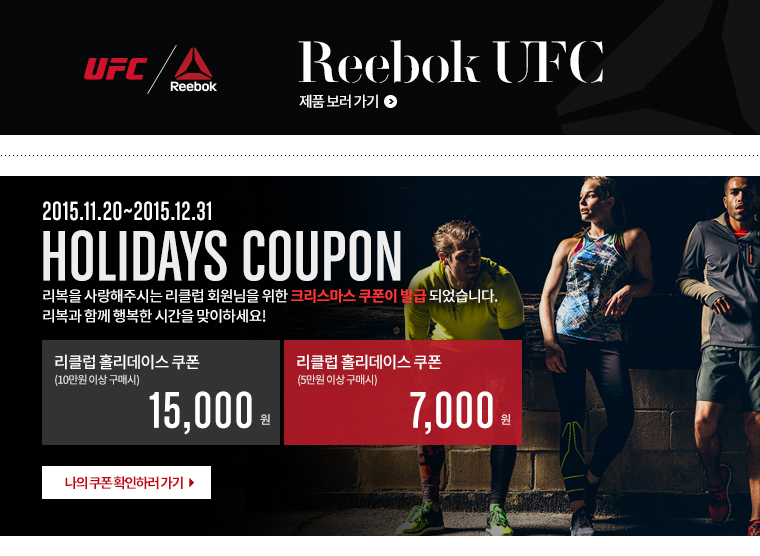 UFC
Reebok
Reebok UFC
제품 보러 가기
2015.11.20~2015.12.31
HOLIDAYS COUPON
리복을 사랑해주시는 리클럽 회원님을 위한 크리스마스 쿠폰이 발급 되었습니다.
리복과 함께 행복한 시간을 맞이하세요!
리클럽 홀리데이스 쿠폰
(10만원 이상 구매시)
15,000 원
리클럽 홀리데이스 쿠폰
(5만원 이상 구매시)
7,000 원
나의 쿠폰 확인하러 가기